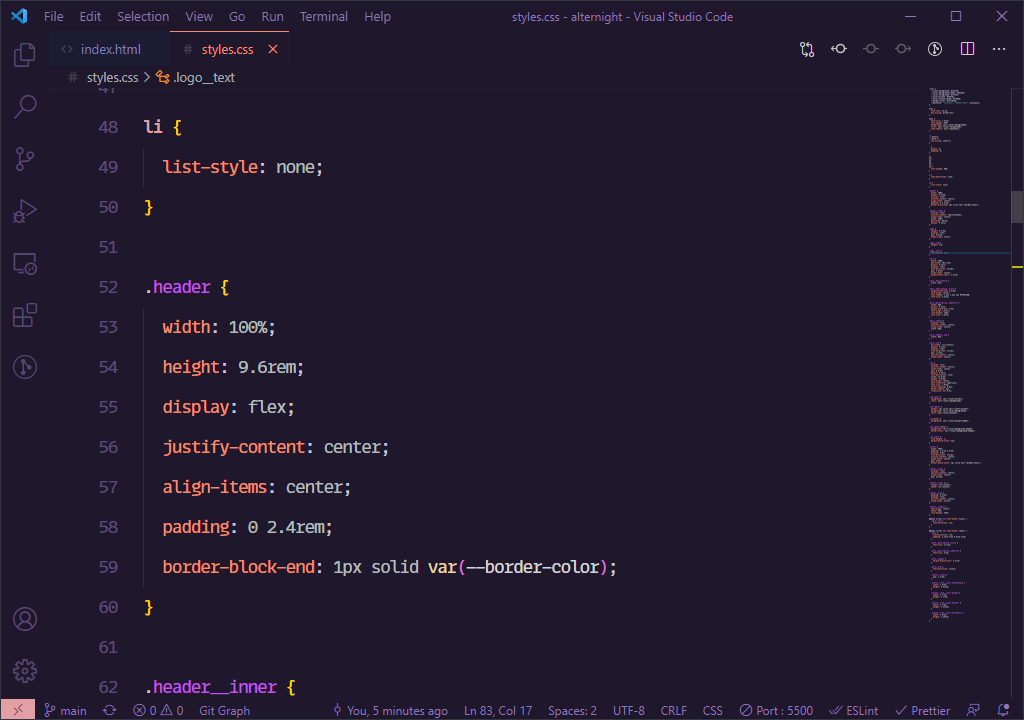 File Edit Selection View Go Run Terminal Help styles.css - alternight - Visual Studio Code
index.html # styles.css
# styles.css > .logo__text
47
48 li {
49 list-style: none;
50 }
51
52 .header {
53 width: 100%;
54 height: 9.6rem;
55 display: flex;
56 justify-content: center;
57 align-items: center;
58 padding: 0 2.4rem;
59 border-block-end: 1px solid var(--border-color);
60 }
61
62 .header__inner {
main 0 0 Git Graph You, 5 minutes ago Ln 83, Col 17 Spaces: 2 UTF-8 CRLF CSS Port : 5500 ESLint Prettier